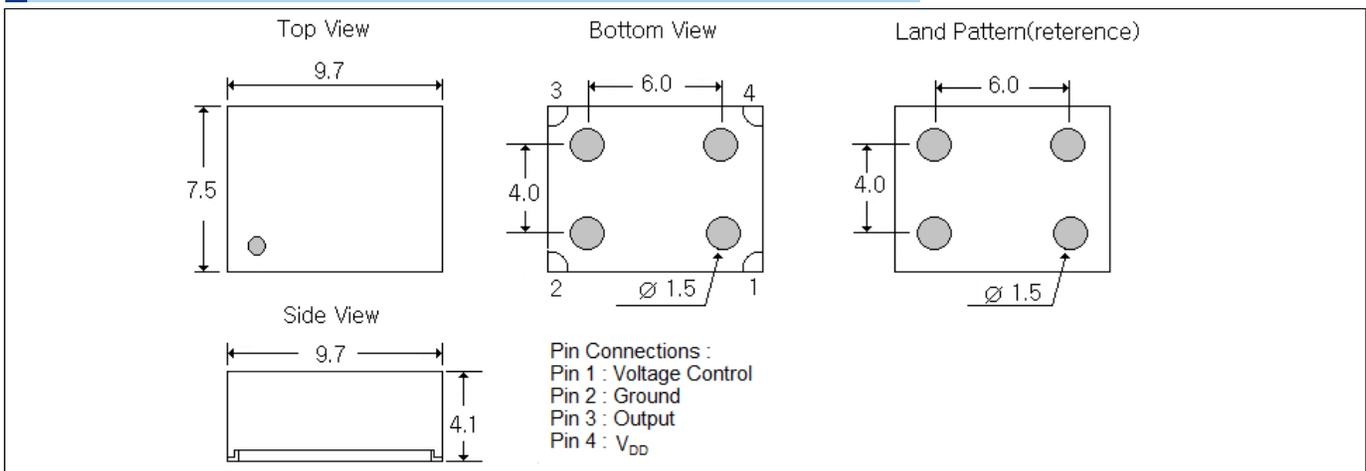 Top View
9.7
7.5
Bottom View
3
6.0
4
4.0
2
Ø 1.5
1
Land Pattern(reterence)
6.0
4.0
Ø 1.5
Side View
9.7
4.1
Pin Connections :
Pin 1 : Voltage Control
Pin 2 : Ground
Pin 3 : Output
Pin 4 : VDD